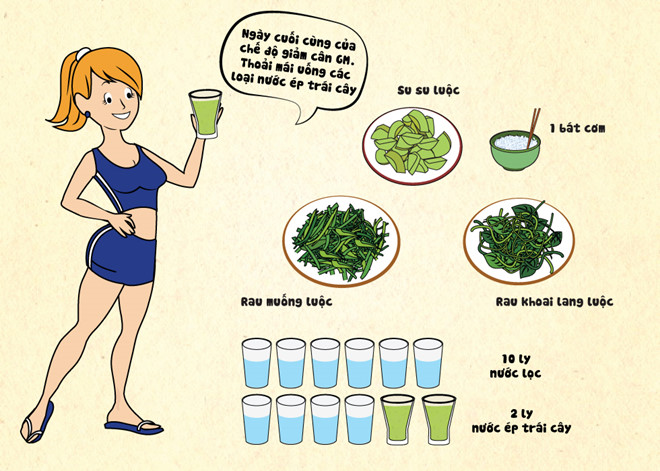 Ngày cuối cùng của
chế độ giảm cân GM.
Thoải mái uống các
loại nước ép trái cây
Su su luộc
1 bát cơm
Rau muống luộc
Rau khoai lang luộc
10 ly
nước lọc
2 ly
nước ép trái cây